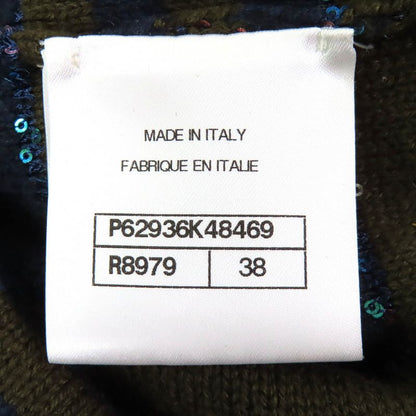 MADE IN ITALY
FABRIQUE EN ITALIE
P62936K48469
R8979 38